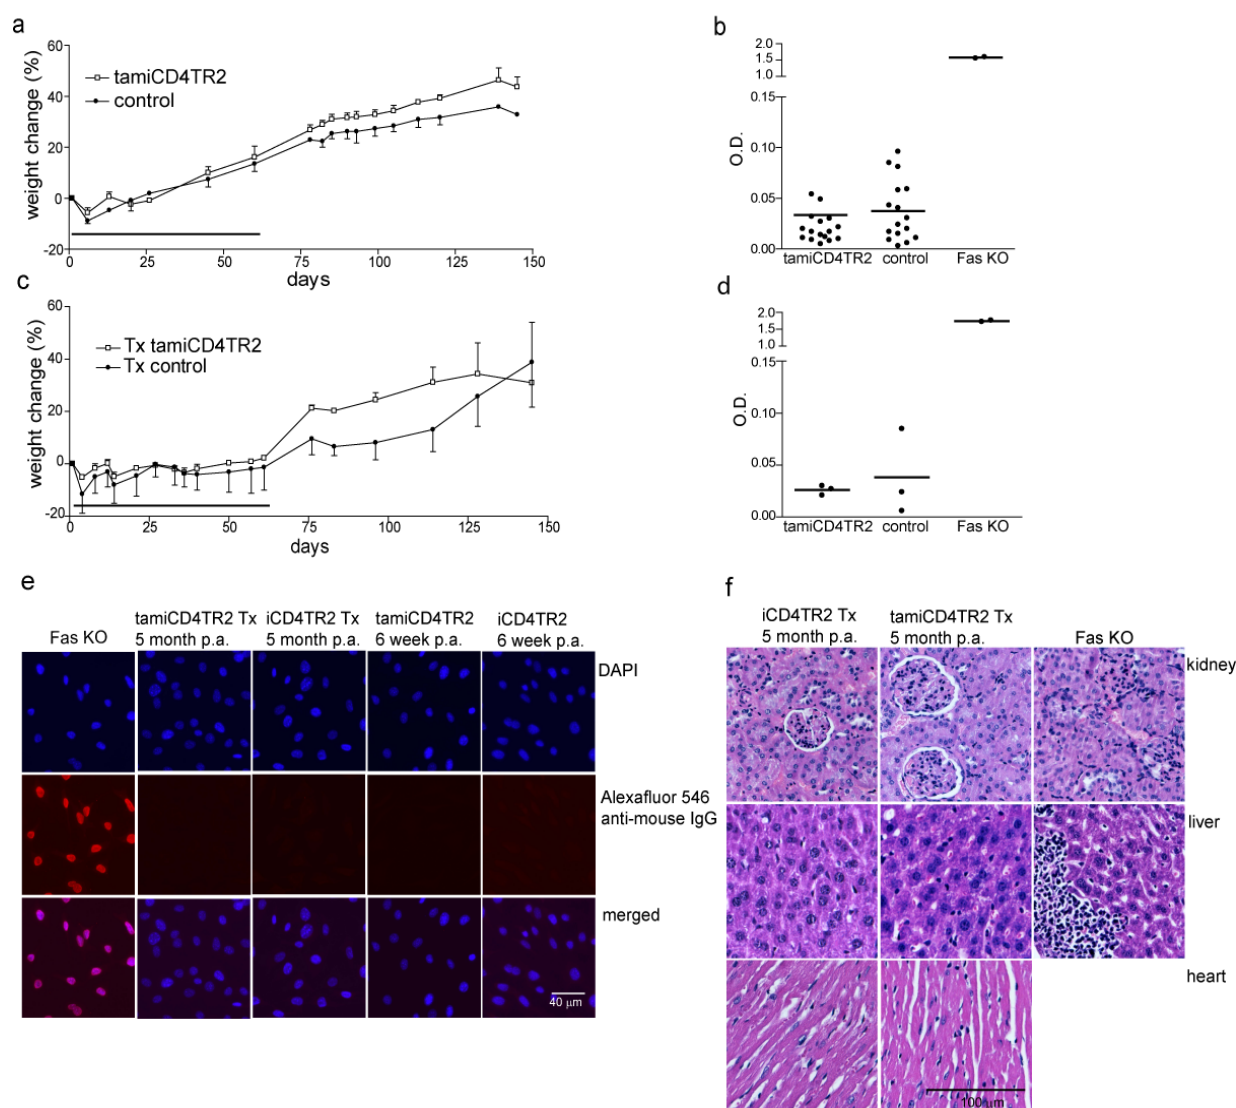 a
60
40
20
0
-20
weight change (%)
tamiCD4TR2
control
0
25
50
75
100
125
150
days
b
2.0
1.5
1.0
0.15
0.10
0.05
0.00
O.D.
tamiCD4TR2
control
Fas KO
c
60
40
20
0
-20
weight change (%)
Tx tamiCD4TR2
Tx control
0
25
50
75
100
125
150
days
d
2.0
1.5
1.0
0.15
0.10
0.05
0.00
O.D.
tamiCD4TR2
control
Fas KO
e
Fas KO
tamiCD4TR2 Tx
5 month p.a.
iCD4TR2 Tx
5 month p.a.
tamiCD4TR2
6 week p.a.
iCD4TR2
6 week p.a.
DAPI
Alexafluor 546
anti-mouse IgG
merged
40 μm
f
iCD4TR2 Tx
5 month p.a.
tamiCD4TR2 Tx
5 month p.a.
Fas KO
kidney
liver
heart
100 μm